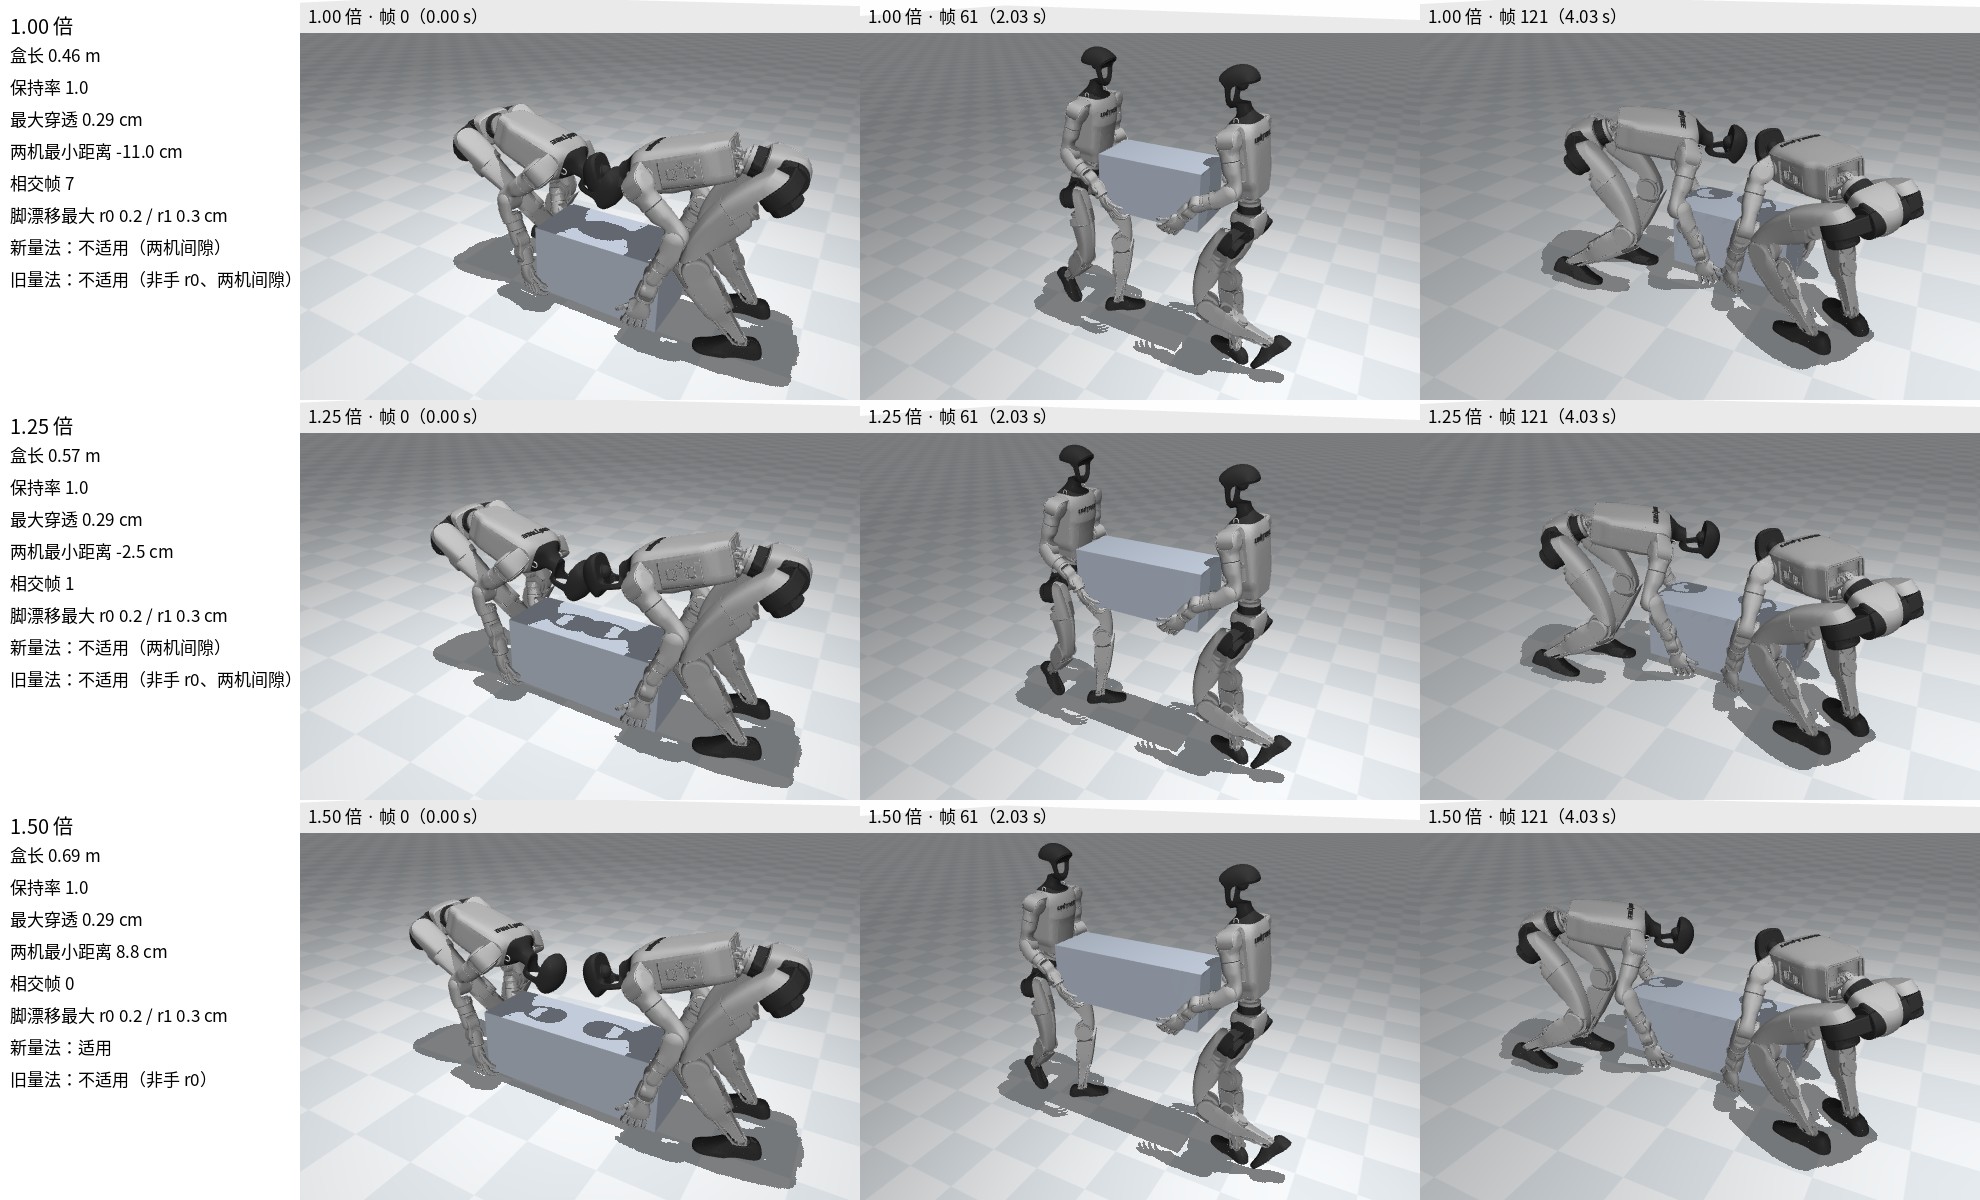 1.00 倍
盒长 0.46 m
保持率 1.0
最大穿透 0.29 cm
两机最小距离 -11.0 cm
相交帧 7
脚漂移最大 r0 0.2 / r1 0.3 cm
新量法：不适用（两机间隙）
旧量法：不适用（非手 r0、两机间隙）
1.00 倍 · 帧 0（0.00 s）
1.00 倍 · 帧 61（2.03 s）
1.00 倍 · 帧 121（4.03 s）
1.25 倍
盒长 0.57 m
保持率 1.0
最大穿透 0.29 cm
两机最小距离 -2.5 cm
相交帧 1
脚漂移最大 r0 0.2 / r1 0.3 cm
新量法：不适用（两机间隙）
旧量法：不适用（非手 r0、两机间隙）
1.25 倍 · 帧 0（0.00 s）
1.25 倍 · 帧 61（2.03 s）
1.25 倍 · 帧 121（4.03 s）
1.50 倍
盒长 0.69 m
保持率 1.0
最大穿透 0.29 cm
两机最小距离 8.8 cm
相交帧 0
脚漂移最大 r0 0.2 / r1 0.3 cm
新量法：适用
旧量法：不适用（非手 r0）
1.50 倍 · 帧 0（0.00 s）
1.50 倍 · 帧 61（2.03 s）
1.50 倍 · 帧 121（4.03 s）